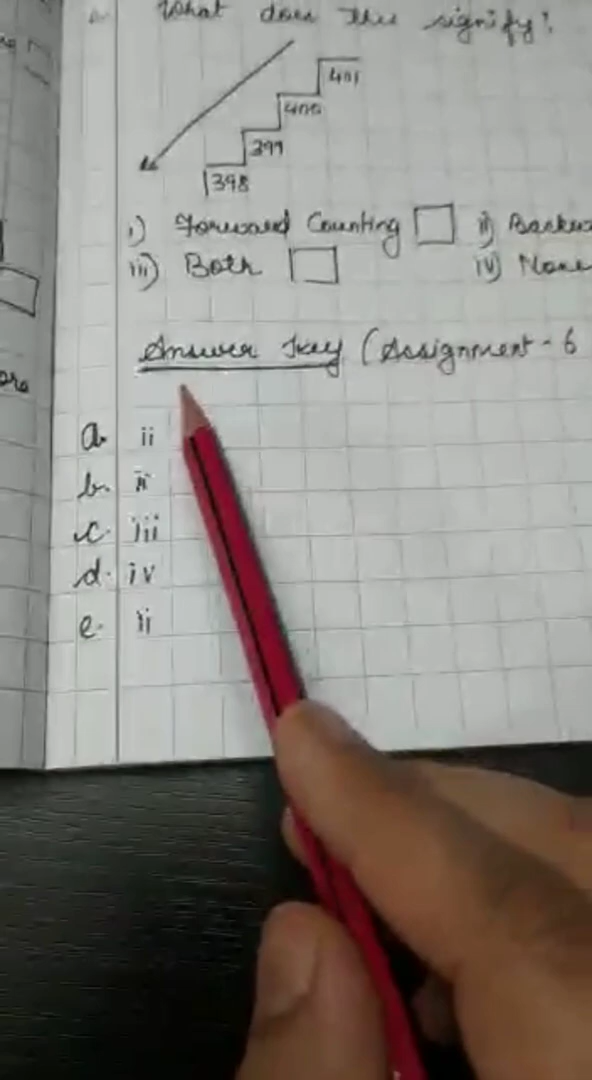 What does this signify?
401
400
399
398
i) Forward Counting ii)
iii) Both iv) None
Answer Key (Assignment - 6
a. ii
b. ii
c. iii
d. iv
e. ii